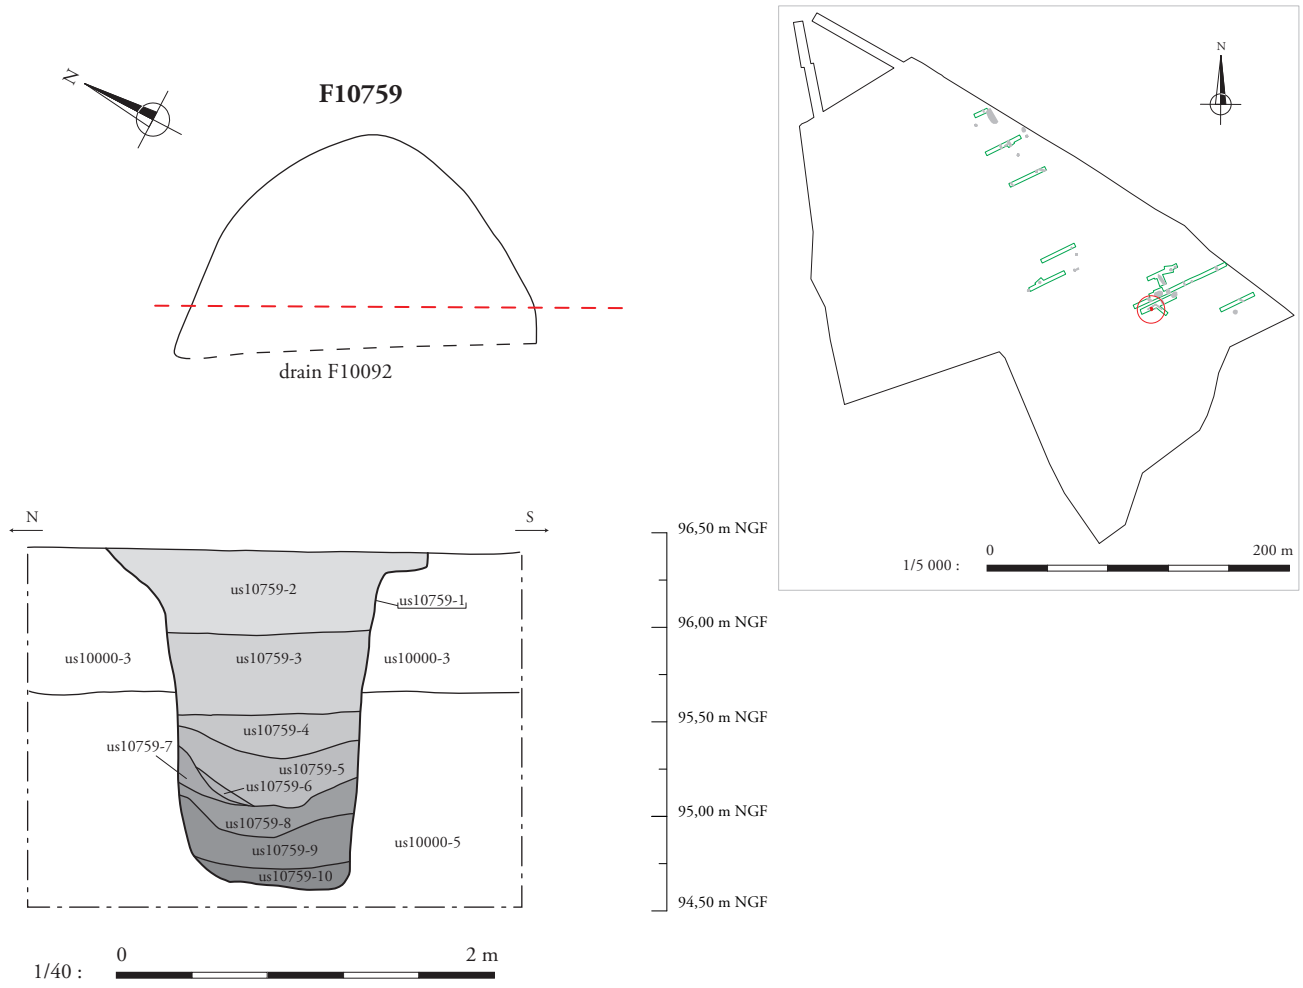 N
F10759
drain F10092
N
0
200 m
1/5 000 :
N
S
us10759-2
us10759-1
us10000-3
us10759-3
us10000-3
us10759-4
us10759-7
us10759-5
us10759-6
us10759-8
us10000-5
us10759-9
us10759-10
96,50 m NGF
96,00 m NGF
95,50 m NGF
95,00 m NGF
94,50 m NGF
0
2 m
1/40 :